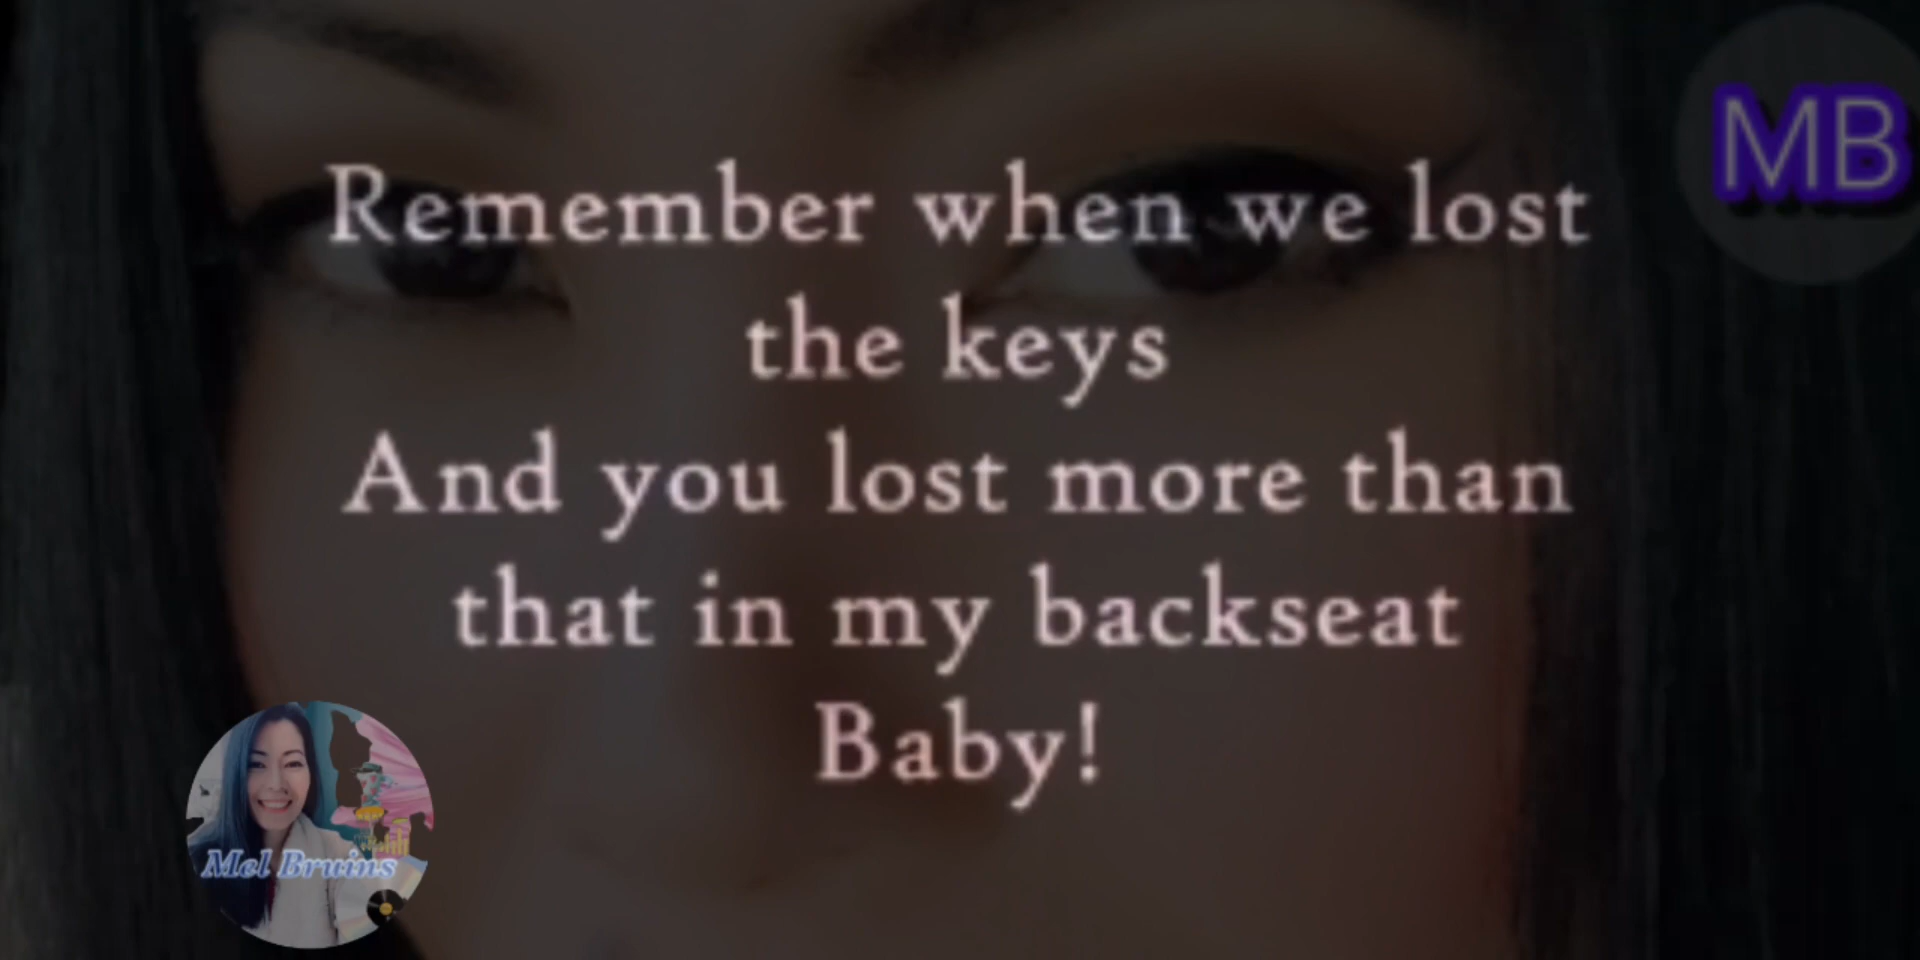 MB
Remember when we lost
the keys
And you lost more than
that in my backseat
Baby!
Mel Bruins